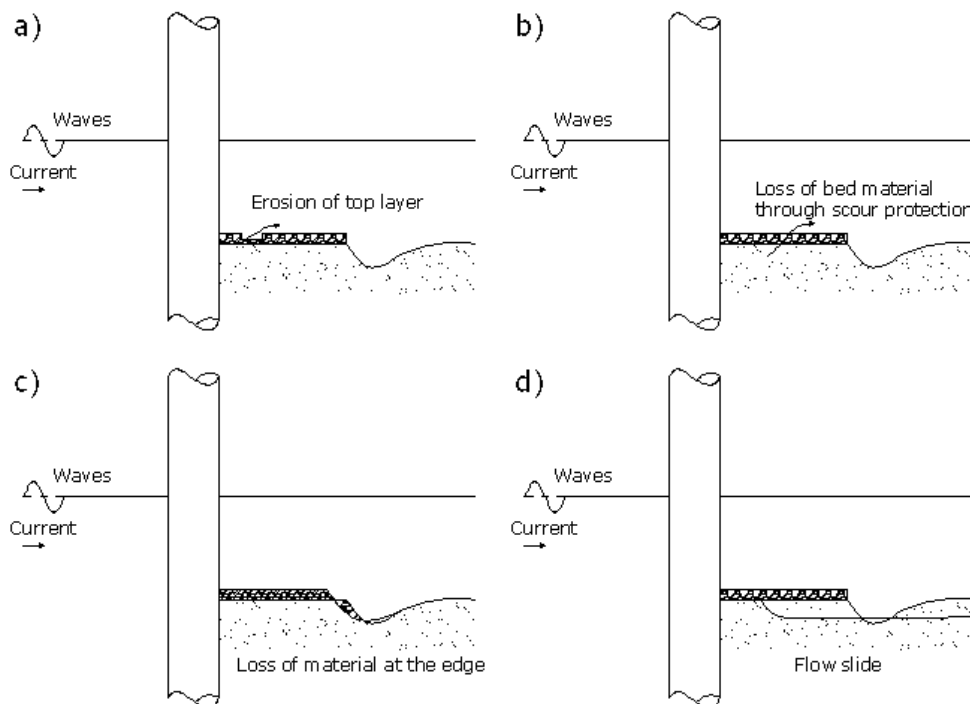 a)
Waves
Current
Erosion of top layer
b)
Waves
Current
Loss of bed material
through scour protection
c)
Waves
Current
Loss of material at the edge
d)
Waves
Current
Flow slide